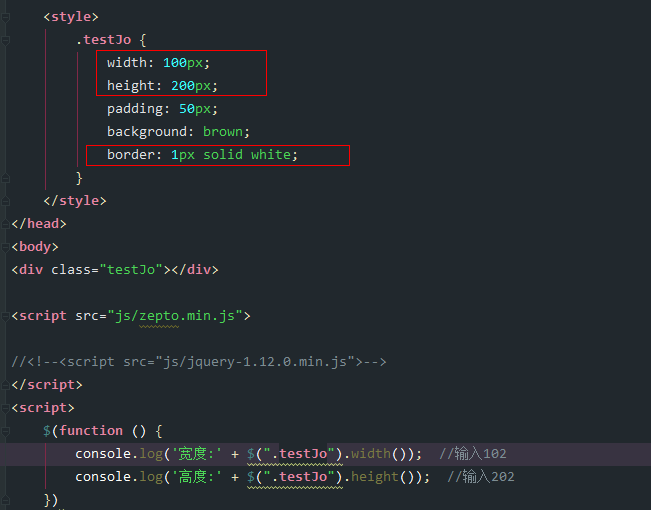 <style>
.testJo {
width: 100px;
height: 200px;
padding: 50px;
background: brown;
border: 1px solid white;
}
</style>
</head>
<body>
<div class="testJo"></div>
<script src="js/zepto.min.js">
//<!--<script src="js/jquery-1.12.0.min.js">-->
</script>
<script>
$(function () {
console.log('宽度:' + $(".testJo").width());  //输入102
console.log('高度:' + $(".testJo").height());  //输入202
})